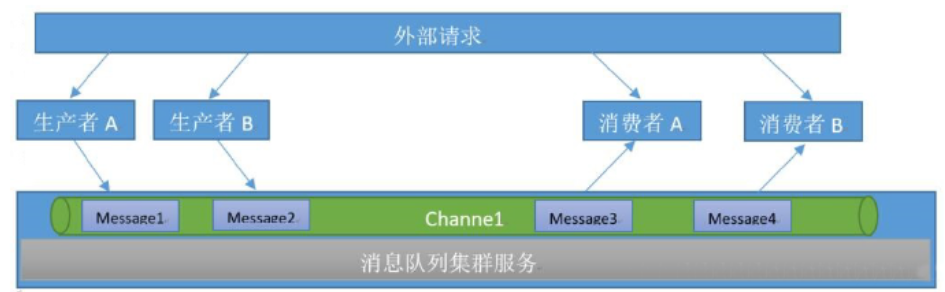 外部请求
生产者 A
生产者 B
消费者 A
消费者 B
Message1
Message2
Channe1
Message3
Message4
消息队列集群服务